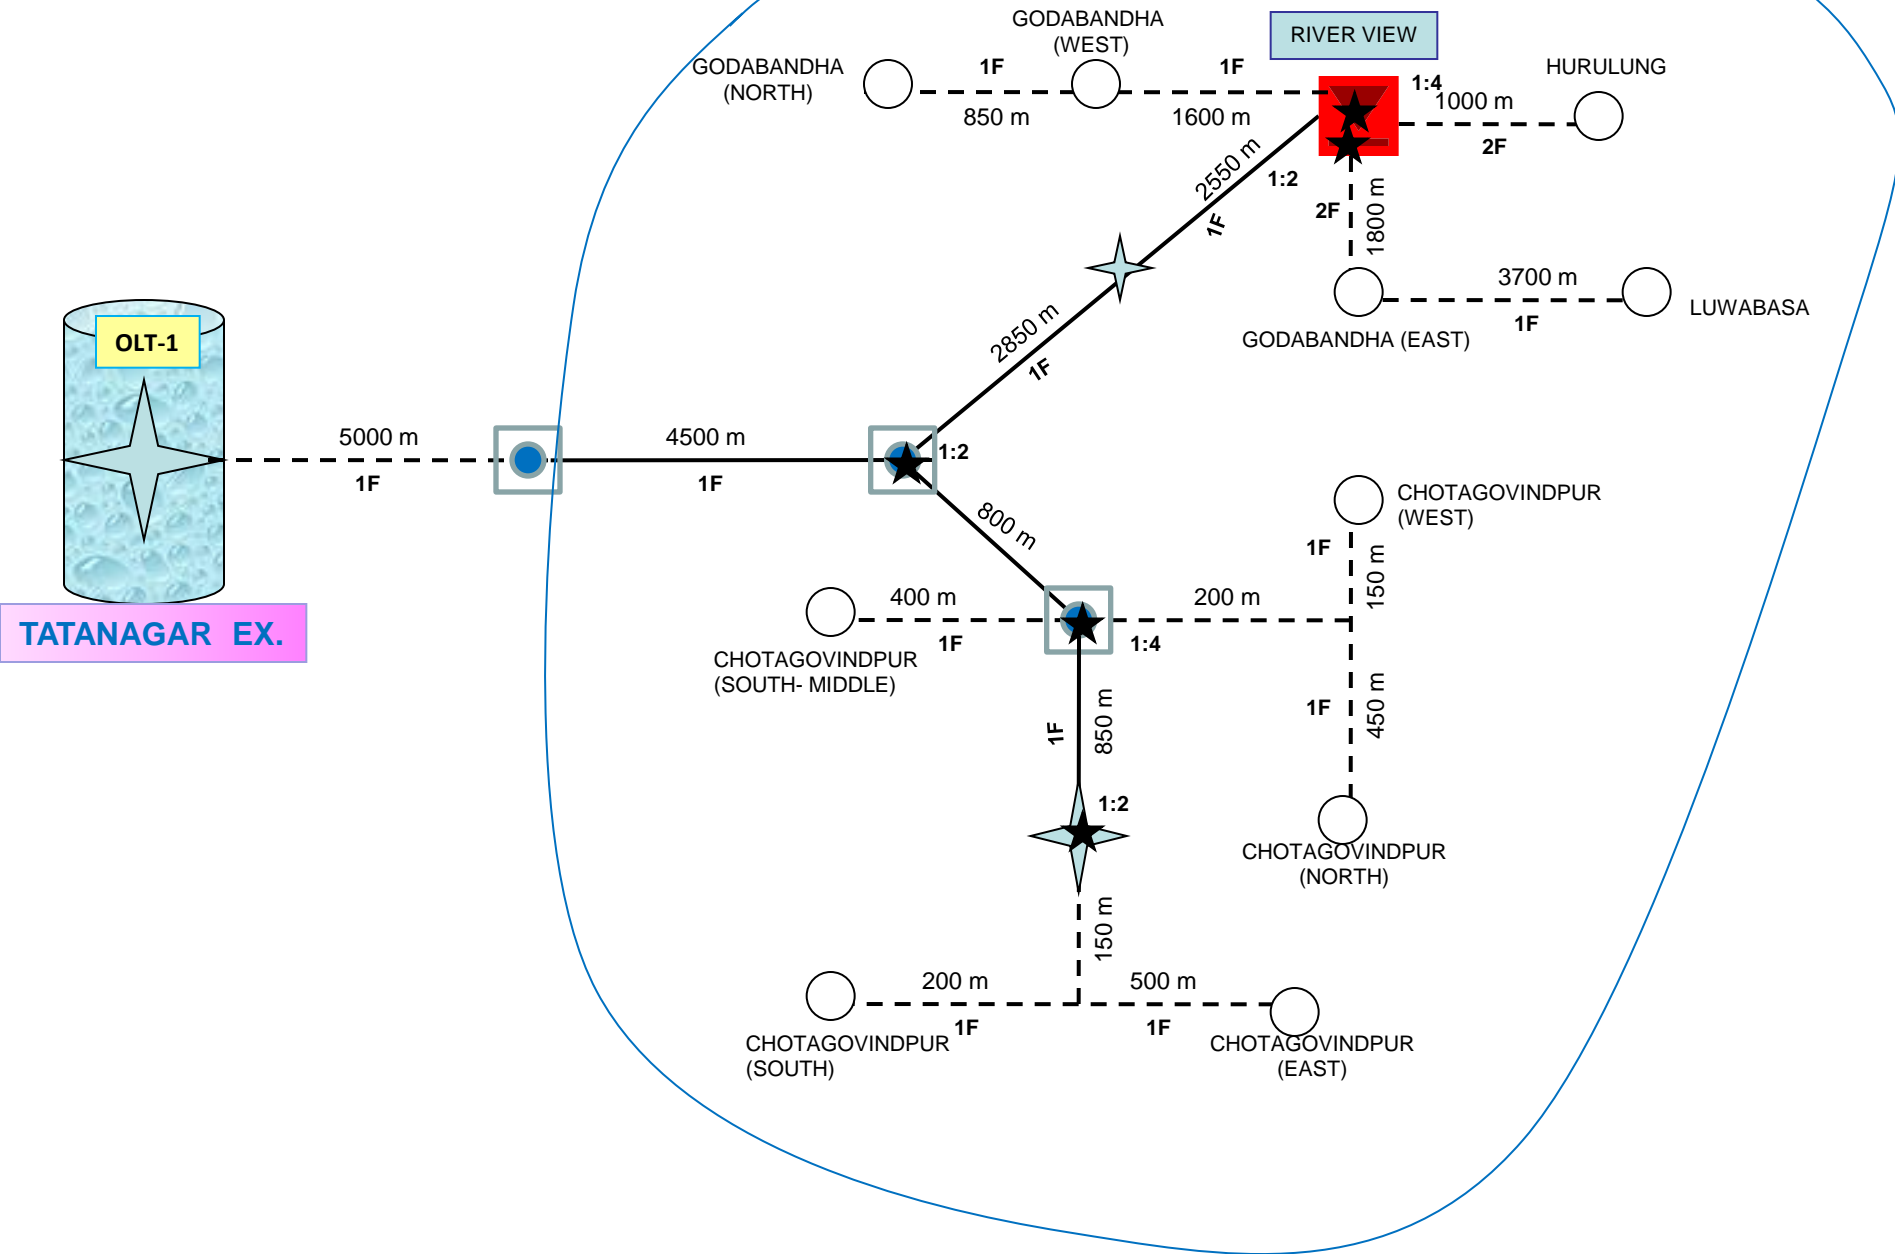 GODABANDHA
(WEST)
RIVER VIEW
GODABANDHA
(NORTH)
1F
1F
1:4
HURULUNG
850 m
1600 m
1000 m
2F
2550 m
1F
1:2
2F
1800 m
3700 m
1F
LUWABASA
GODABANDHA (EAST)
OLT-1
2850 m
1F
5000 m
1F
4500 m
1F
1:2
800 m
CHOTAGOVINDPUR
(WEST)
1F
150 m
400 m
1F
200 m
1:4
TATANAGAR EX.
CHOTAGOVINDPUR
(SOUTH- MIDDLE)
1F
850 m
1F
450 m
1:2
CHOTAGOVINDPUR
(NORTH)
150 m
200 m
500 m
1F
1F
CHOTAGOVINDPUR
(SOUTH)
CHOTAGOVINDPUR
(EAST)